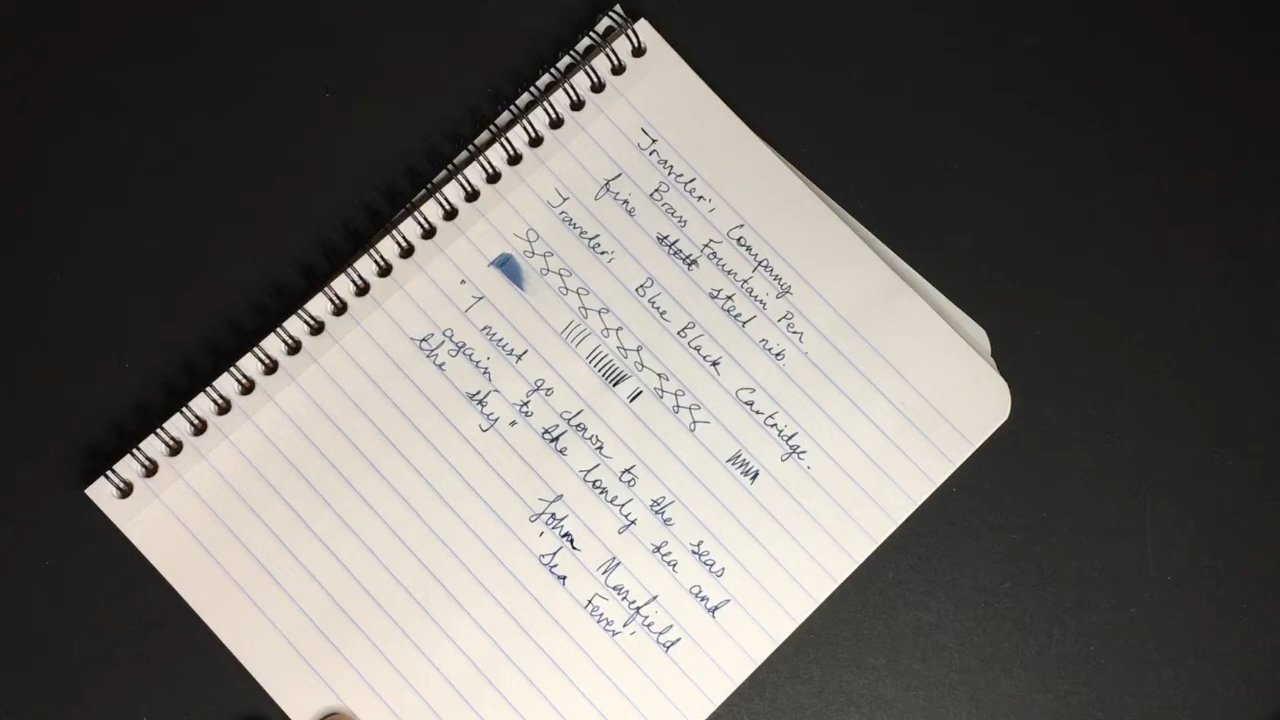 Traveler's Company
Brass Fountain Pen.
fine steel nib.
Traveler's Blue Black Cartridge.
"I must go down to the seas
again, to the lonely sea and
the sky"
John Masefield
'Sea Fever'